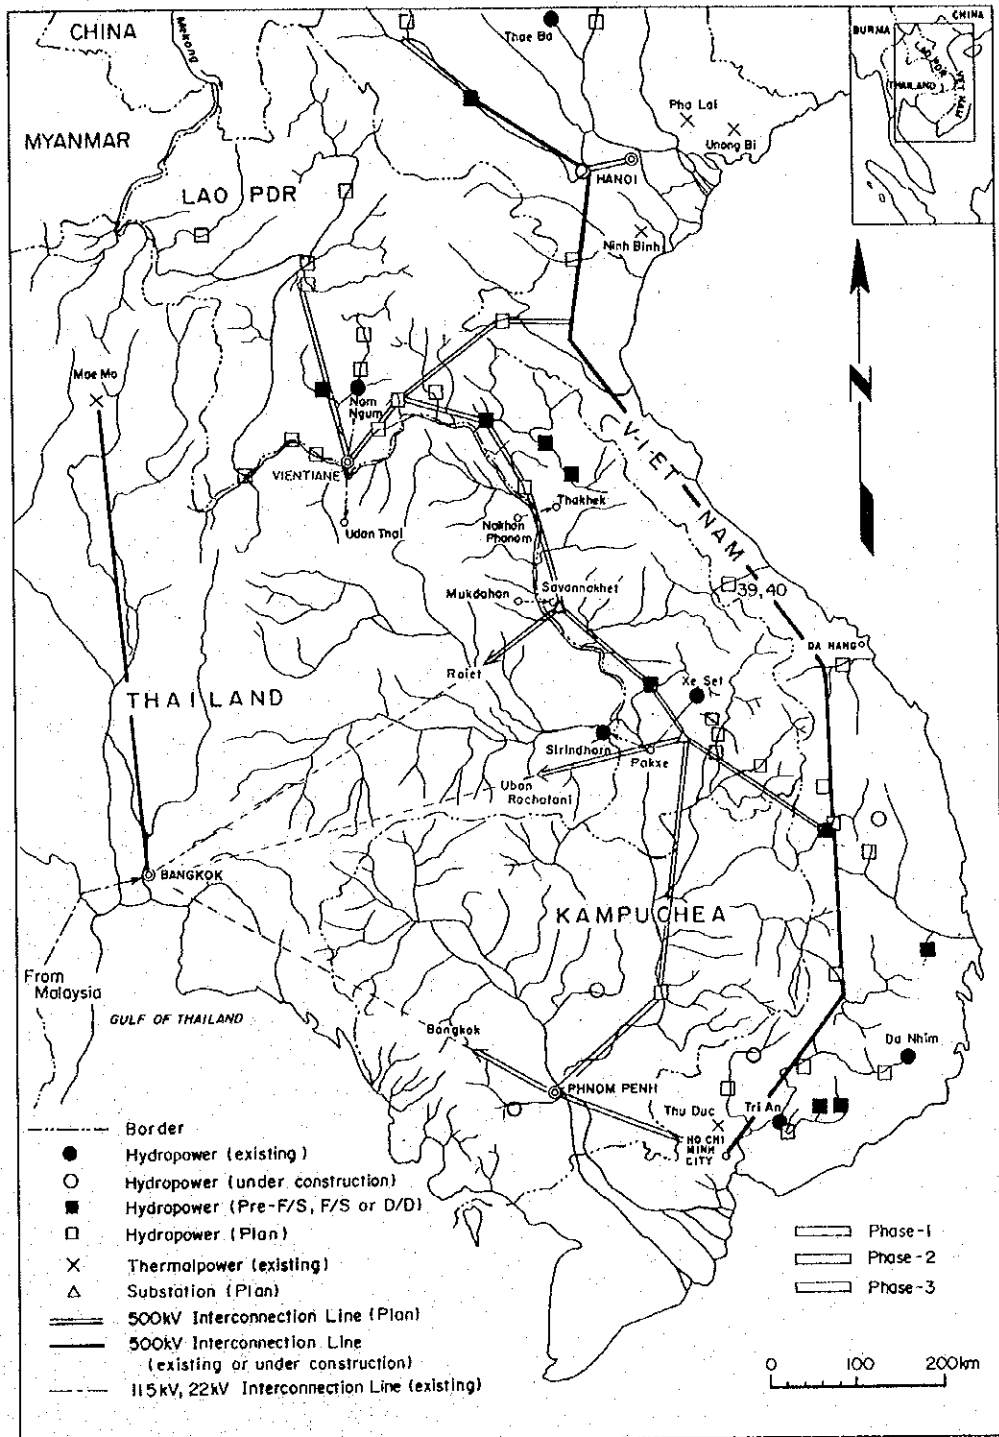 CHINA
Mekong
Thae Ba
CHINA
BURMA
LAO PDR
THAILAND
VIET NAM
MYANMAR
Pha Lai
Unong Bi
HANOI
LAO PDR
Ninh Binh
N
Mae Mo
Nam
Ngum
VIET NAM
VIENTIANE
Udon Thai
Thakhek
Nakhon
Phanom
Mukdahan
Savannakhet
39,40
DA NANG
Roiet
Xe Set
THAILAND
Sirindhorn
Pakxe
Ubon
Rachatani
BANGKOK
KAMPUCHEA
From
Malaysia
GULF OF THAILAND
Bangkok
Da Nhim
PHNOM PENH
Thu Duc
Tri An
HO CHI
MINH
CITY
Border
Hydropower (existing)
Hydropower (under construction)
Hydropower (Pre-F/S, F/S or D/D)
Hydropower (Plan)
Thermalpower (existing)
Substation (Plan)
500kV Interconnection Line (Plan)
500kV Interconnection Line
(existing or under construction)
115kV, 22kV Interconnection Line (existing)
Phase-1
Phase-2
Phase-3
0 100 200km